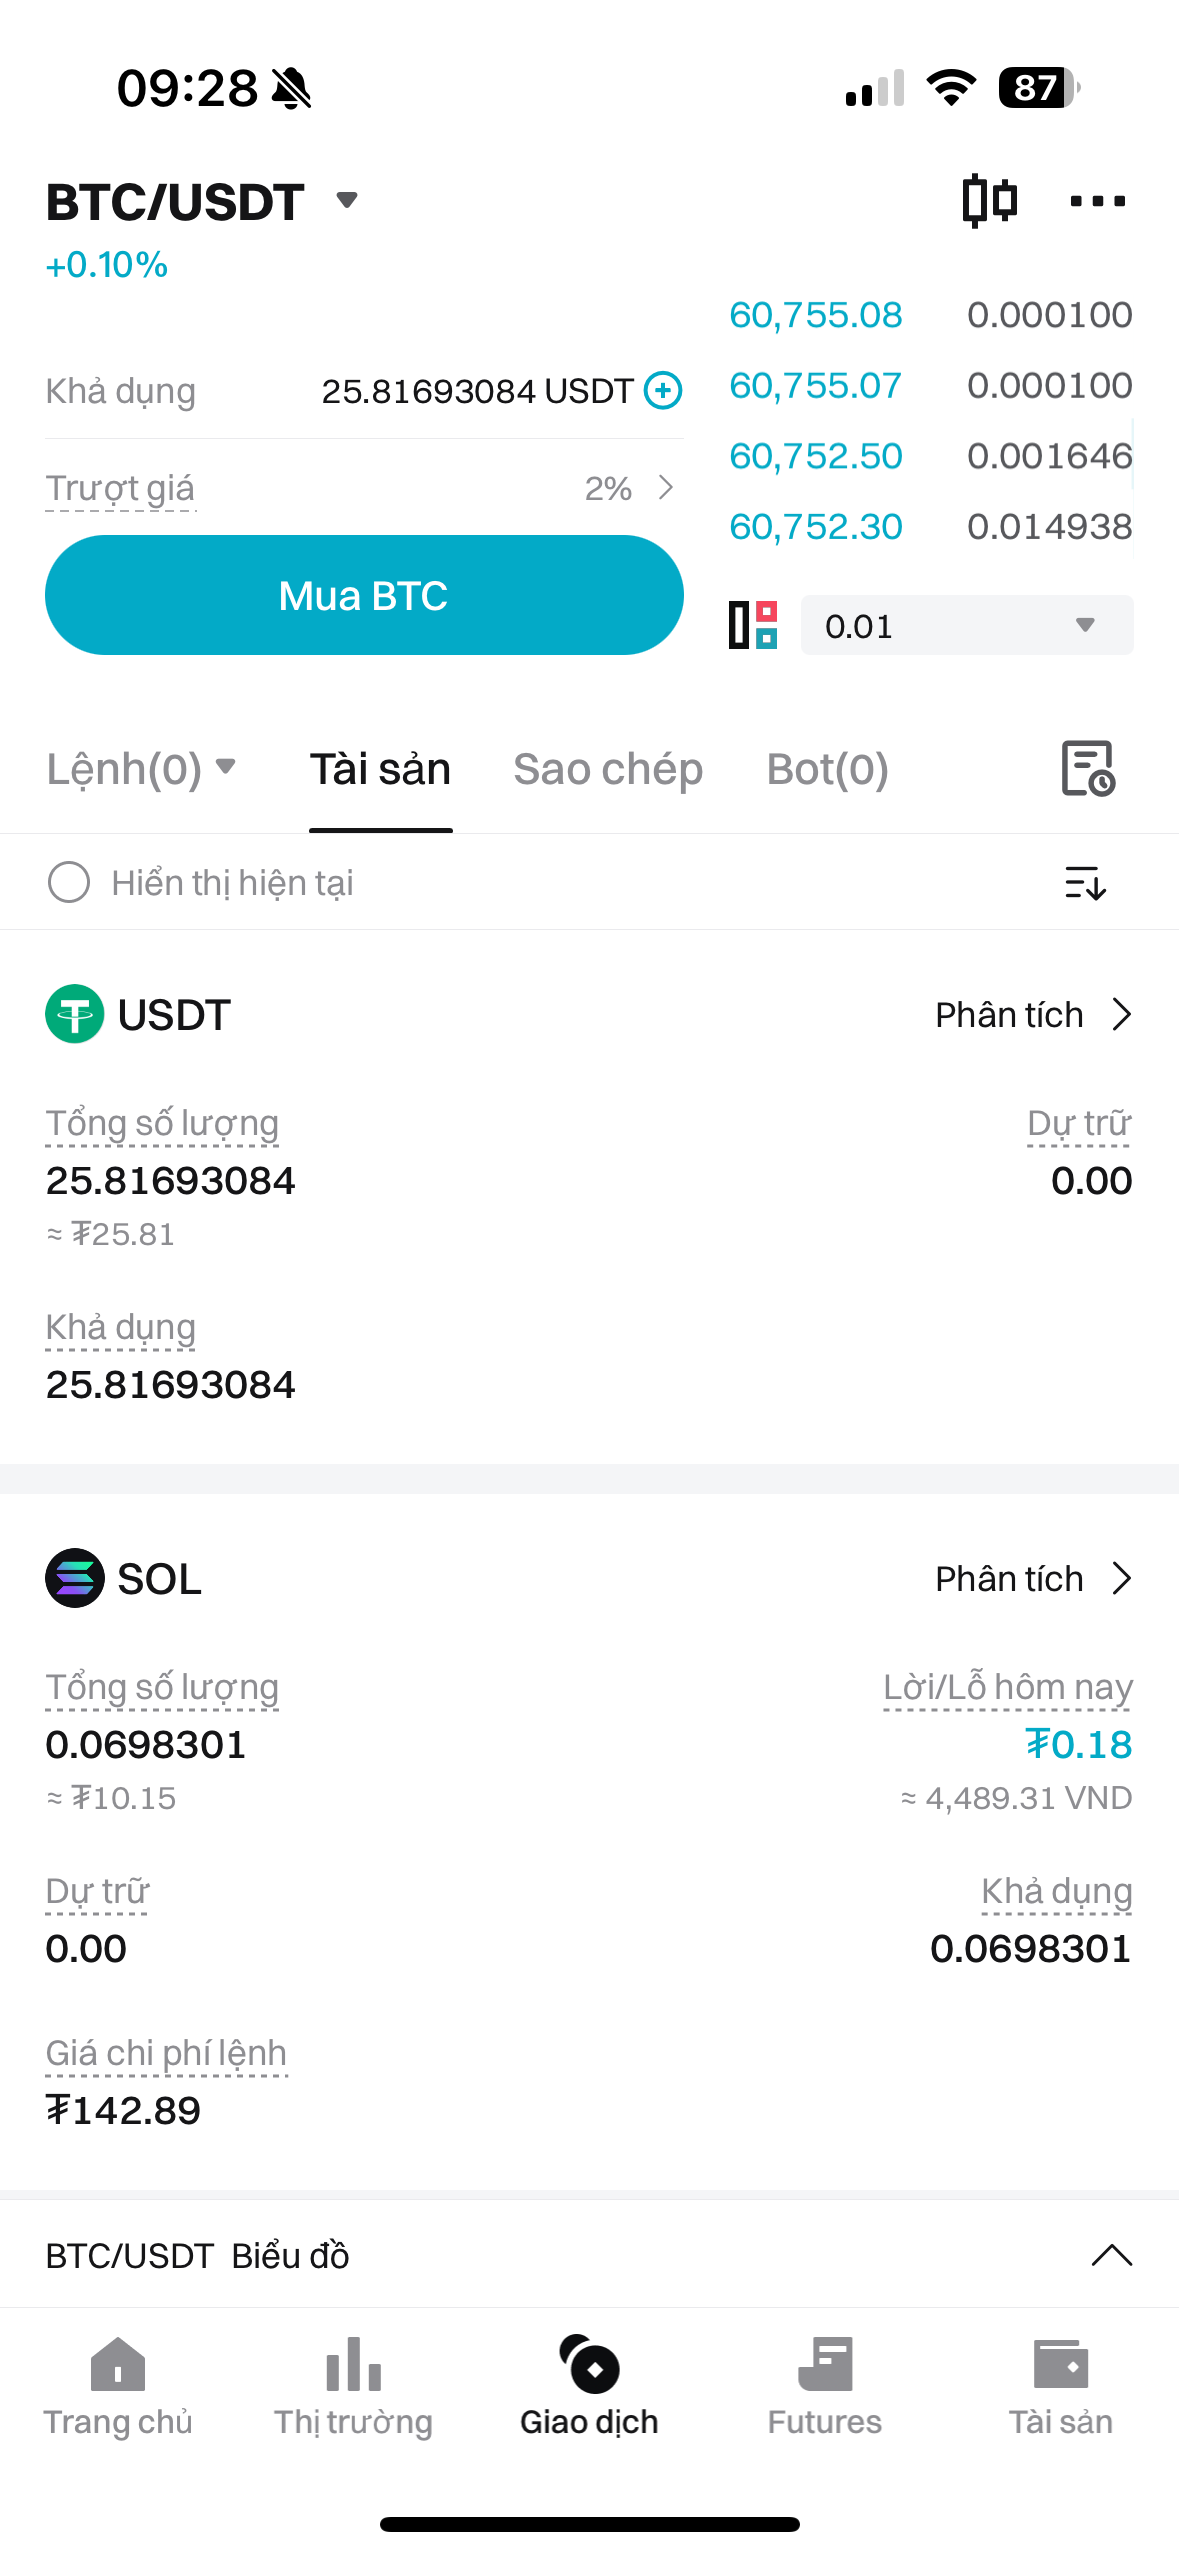 09:28
87
BTC/USDT
+0.10%
60,755.08 0.000100
Khả dụng 25.81693084 USDT
60,755.07 0.000100
60,752.50 0.001646
Trượt giá 2%
60,752.30 0.014938
Mua BTC
0.01
Lệnh(0) Tài sản Sao chép Bot(0)
Hiển thị hiện tại
USDT Phân tích
Tổng số lượng Dự trữ
25.81693084 0.00
≈ ₮25.81
Khả dụng
25.81693084
SOL Phân tích
Tổng số lượng Lời/Lỗ hôm nay
0.0698301 ₮0.18
≈ ₮10.15 ≈ 4,489.31 VND
Dự trữ Khả dụng
0.00 0.0698301
Giá chi phí lệnh
₮142.89
BTC/USDT Biểu đồ
Trang chủ Thị trường Giao dịch Futures Tài sản